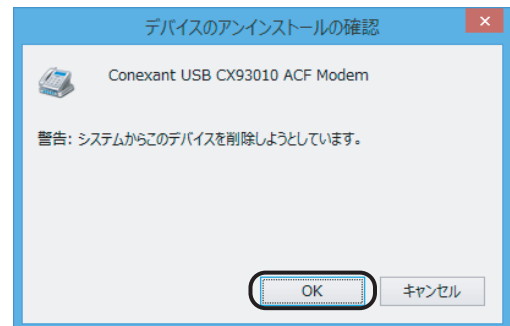 デバイスのアンインストールの確認
Conexant USB CX93010 ACF Modem
警告: システムからこのデバイスを削除しようとしています。
OK キャンセル